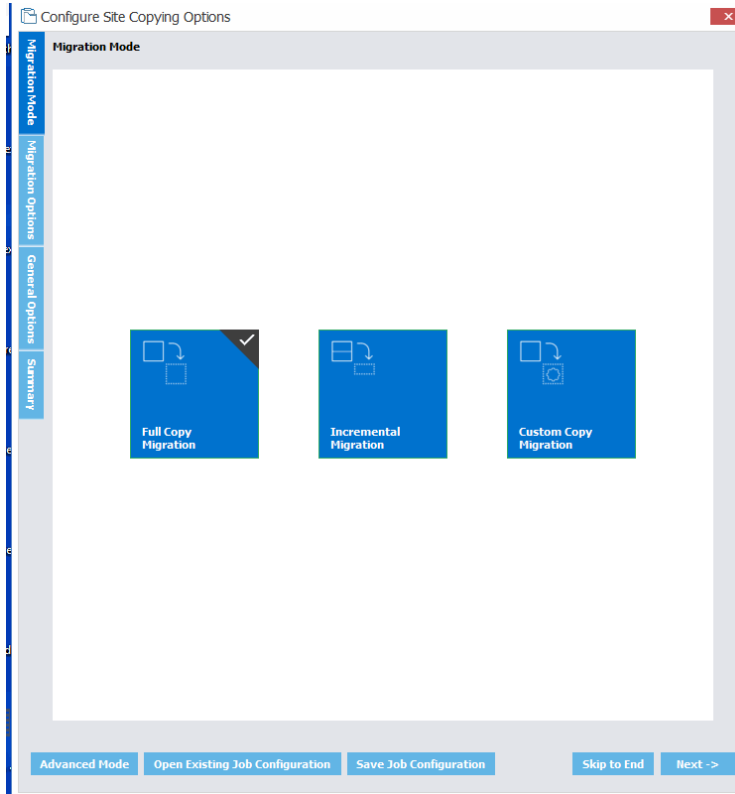 Configure Site Copying Options
Migration Mode
Migration Mode
Migration Options
General Options
Summary
Full Copy
Migration
Incremental
Migration
Custom Copy
Migration
Advanced Mode
Open Existing Job Configuration
Save Job Configuration
Skip to End
Next ->